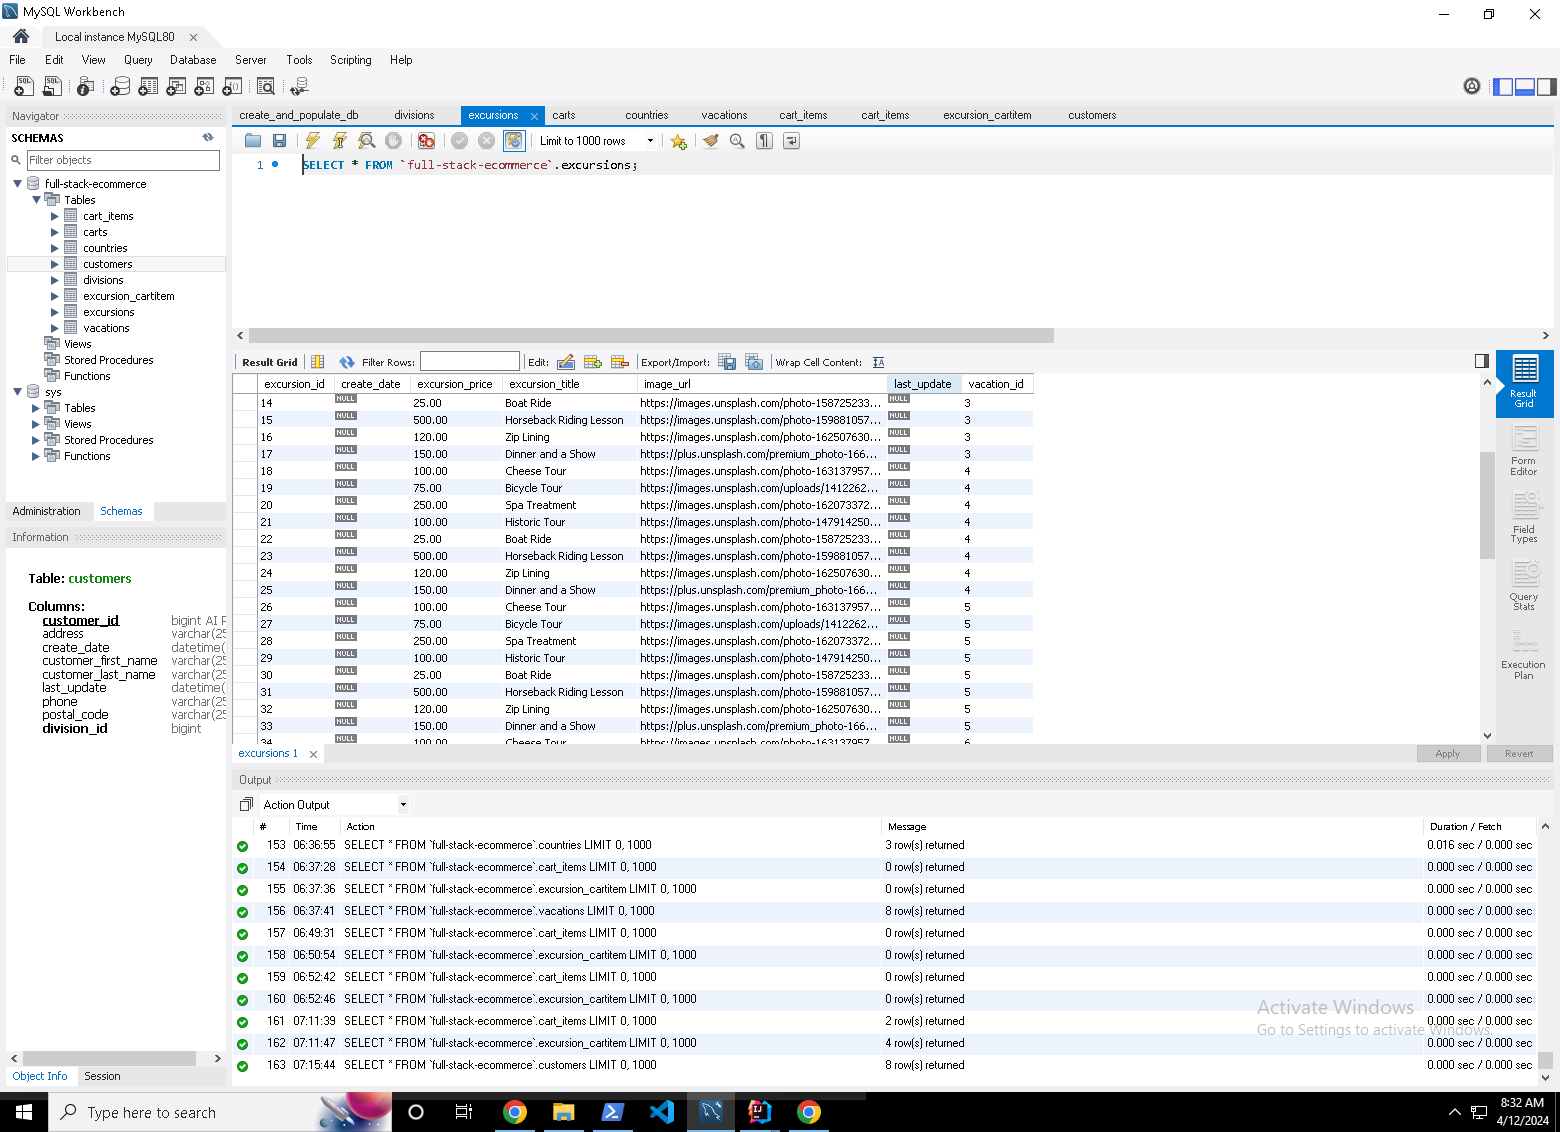 MySQL Workbench
Local instance MySQL80
File Edit View Query Database Server Tools Scripting Help
Navigator
SCHEMAS
Filter objects
full-stack-ecommerce
Tables
cart_items
carts
countries
customers
divisions
excursion_cartitem
excursions
vacations
Views
Stored Procedures
Functions
sys
Tables
Views
Stored Procedures
Functions
Administration Schemas
Information
Table: customers
Columns:
customer_id bigint AI P
address varchar(25
create_date datetime(
customer_first_name varchar(25
customer_last_name varchar(25
last_update datetime(
phone varchar(25
postal_code varchar(25
division_id bigint
Object Info Session
create_and_populate_db divisions excursions carts countries vacations cart_items cart_items excursion_cartitem customers
Limit to 1000 rows
1 SELECT * FROM `full-stack-ecommerce`.excursions;
Result Grid Filter Rows: Edit: Export/Import: Wrap Cell Content:
excursion_id create_date excursion_price excursion_title image_url last_update vacation_id
14 NULL 25.00 Boat Ride https://images.unsplash.com/photo-158725233... NULL 3
15 NULL 500.00 Horseback Riding Lesson https://images.unsplash.com/photo-159881057... NULL 3
16 NULL 120.00 Zip Lining https://images.unsplash.com/photo-162507630... NULL 3
17 NULL 150.00 Dinner and a Show https://plus.unsplash.com/premium_photo-166... NULL 3
18 NULL 100.00 Cheese Tour https://images.unsplash.com/photo-163137957... NULL 4
19 NULL 75.00 Bicycle Tour https://images.unsplash.com/uploads/1412262... NULL 4
20 NULL 250.00 Spa Treatment https://images.unsplash.com/photo-162073372... NULL 4
21 NULL 100.00 Historic Tour https://images.unsplash.com/photo-147914250... NULL 4
22 NULL 25.00 Boat Ride https://images.unsplash.com/photo-158725233... NULL 4
23 NULL 500.00 Horseback Riding Lesson https://images.unsplash.com/photo-159881057... NULL 4
24 NULL 120.00 Zip Lining https://images.unsplash.com/photo-162507630... NULL 4
25 NULL 150.00 Dinner and a Show https://plus.unsplash.com/premium_photo-166... NULL 4
26 NULL 100.00 Cheese Tour https://images.unsplash.com/photo-163137957... NULL 5
27 NULL 75.00 Bicycle Tour https://images.unsplash.com/uploads/1412262... NULL 5
28 NULL 250.00 Spa Treatment https://images.unsplash.com/photo-162073372... NULL 5
29 NULL 100.00 Historic Tour https://images.unsplash.com/photo-147914250... NULL 5
30 NULL 25.00 Boat Ride https://images.unsplash.com/photo-158725233... NULL 5
31 NULL 500.00 Horseback Riding Lesson https://images.unsplash.com/photo-159881057... NULL 5
32 NULL 120.00 Zip Lining https://images.unsplash.com/photo-162507630... NULL 5
33 NULL 150.00 Dinner and a Show https://plus.unsplash.com/premium_photo-166... NULL 5
34 NULL 100.00 Cheese Tour https://images.unsplash.com/photo-163137957... NULL 6
Result Grid
Form Editor
Field Types
Query Stats
Execution Plan
excursions 1 Apply Revert
Output
Action Output
# Time Action Message Duration / Fetch
153 06:36:55 SELECT * FROM `full-stack-ecommerce`.countries LIMIT 0, 1000 3 row(s) returned 0.016 sec / 0.000 sec
154 06:37:28 SELECT * FROM `full-stack-ecommerce`.cart_items LIMIT 0, 1000 0 row(s) returned 0.000 sec / 0.000 sec
155 06:37:36 SELECT * FROM `full-stack-ecommerce`.excursion_cartitem LIMIT 0, 1000 0 row(s) returned 0.000 sec / 0.000 sec
156 06:37:41 SELECT * FROM `full-stack-ecommerce`.vacations LIMIT 0, 1000 8 row(s) returned 0.000 sec / 0.000 sec
157 06:49:31 SELECT * FROM `full-stack-ecommerce`.cart_items LIMIT 0, 1000 0 row(s) returned 0.000 sec / 0.000 sec
158 06:50:54 SELECT * FROM `full-stack-ecommerce`.excursion_cartitem LIMIT 0, 1000 0 row(s) returned 0.000 sec / 0.000 sec
159 06:52:42 SELECT * FROM `full-stack-ecommerce`.cart_items LIMIT 0, 1000 0 row(s) returned 0.000 sec / 0.000 sec
160 06:52:46 SELECT * FROM `full-stack-ecommerce`.excursion_cartitem LIMIT 0, 1000 0 row(s) returned 0.000 sec / 0.000 sec
161 07:11:39 SELECT * FROM `full-stack-ecommerce`.cart_items LIMIT 0, 1000 2 row(s) returned 0.000 sec / 0.000 sec
162 07:11:47 SELECT * FROM `full-stack-ecommerce`.excursion_cartitem LIMIT 0, 1000 4 row(s) returned 0.000 sec / 0.000 sec
163 07:15:44 SELECT * FROM `full-stack-ecommerce`.customers LIMIT 0, 1000 8 row(s) returned 0.000 sec / 0.000 sec
Activate Windows
Go to Settings to activate Windows.
Type here to search
8:32 AM
4/12/2024